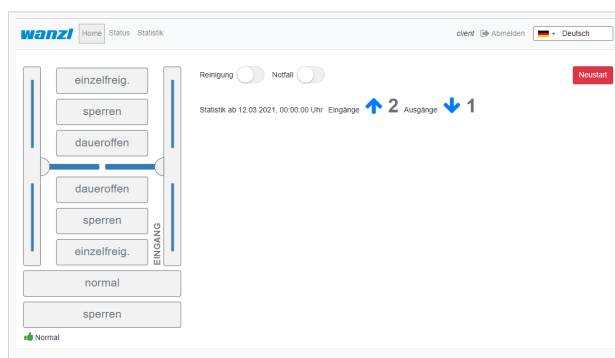 wanzl Home Status Statistik client Abmelden Deutsch
Reinigung Notfall Neustart
Statistik ab 12.03.2021, 00:00:00 Uhr Eingänge 2 Ausgänge 1
einzelfreig.
sperren
daueroffen
daueroffen
sperren
einzelfreig.
EINGANG
normal
sperren
Normal